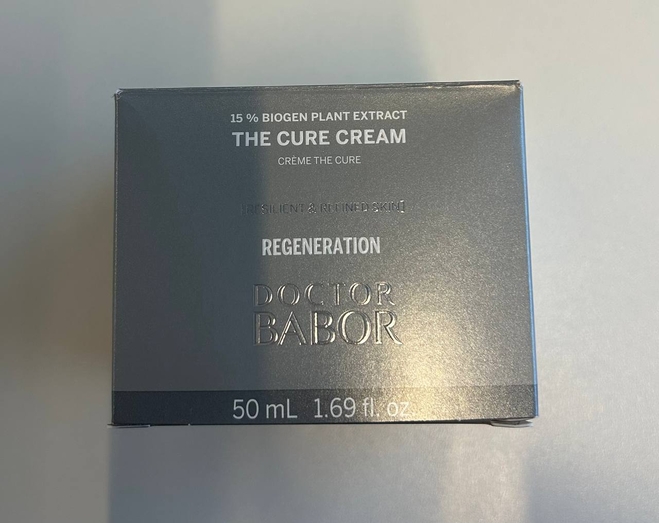 15 % BIOGEN PLANT EXTRACT
THE CURE CREAM
CRÈME THE CURE
[RESILIENT & REFINED SKIN]
REGENERATION
DOCTOR
BABOR
50 mL 1.69 fl. oz.